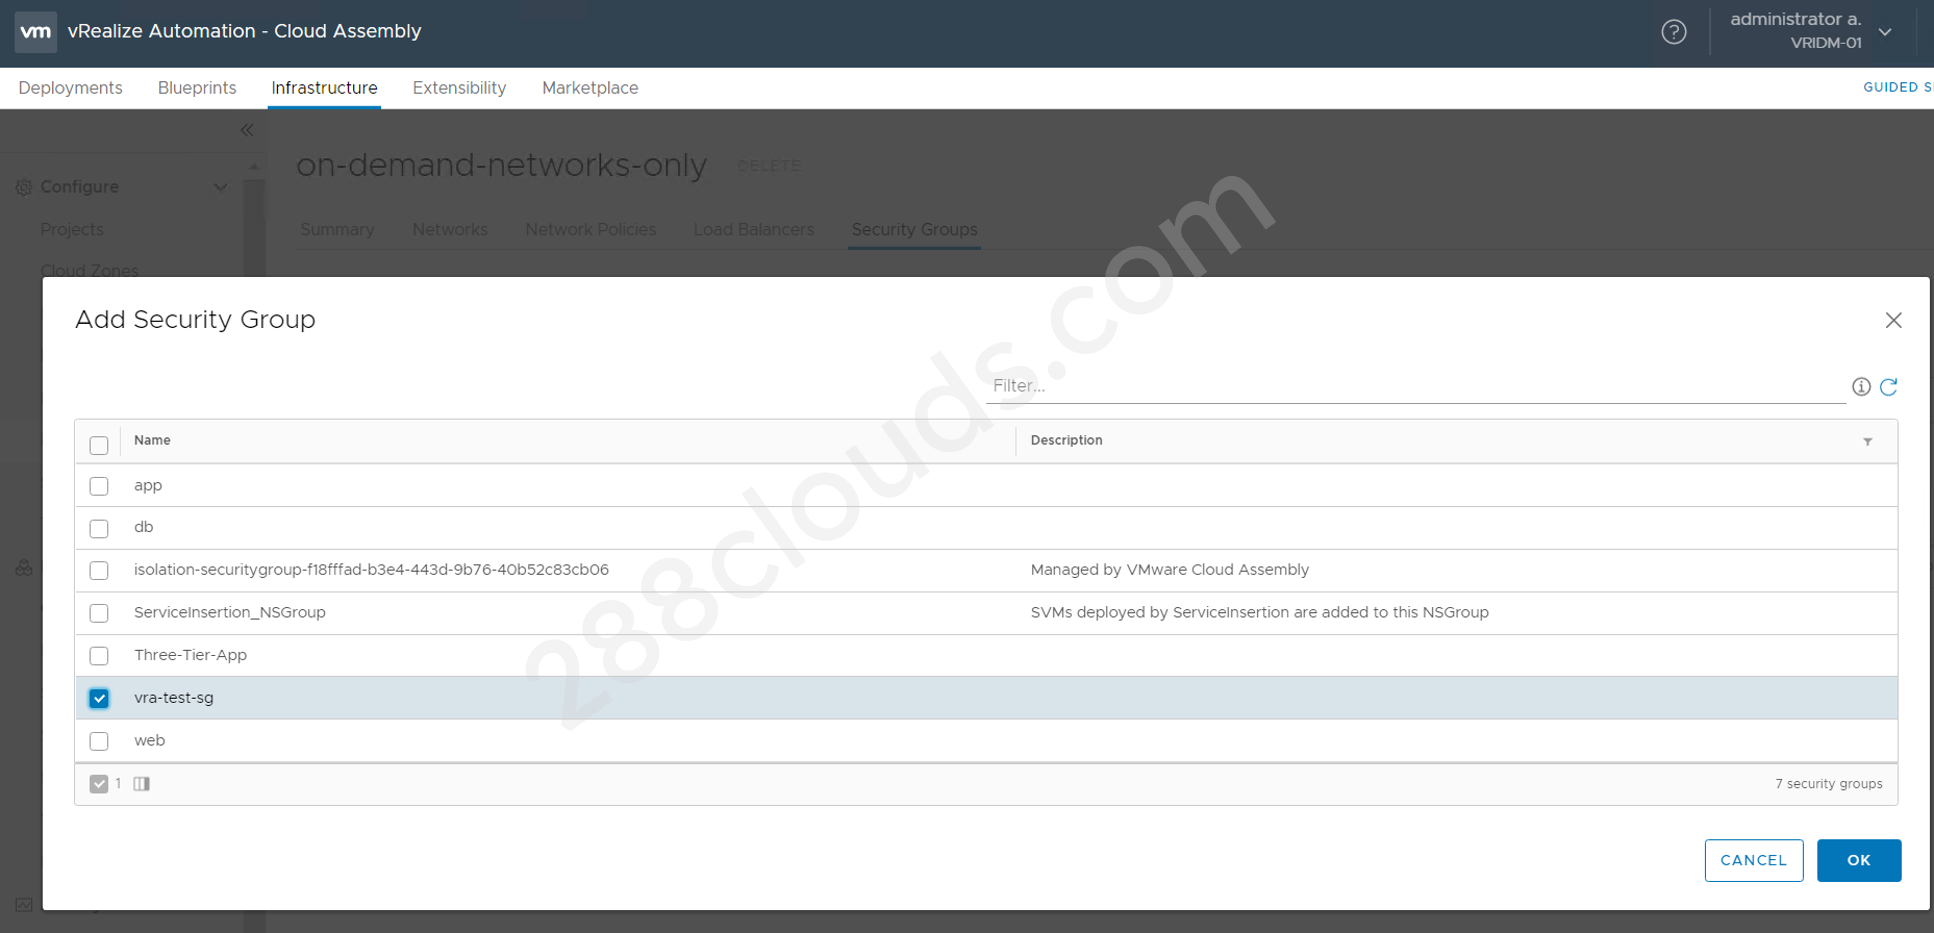 vm vRealize Automation - Cloud Assembly
administrator a.
VRIDM-01
Deployments Blueprints Infrastructure Extensibility Marketplace
GUIDED
on-demand-networks-only DELETE
Configure
Projects
Cloud Zones
Summary Networks Network Policies Load Balancers Security Groups
Add Security Group
Filter...
Name Description
app
db
isolation-securitygroup-f18fffad-b3e4-443d-9b76-40b52c83cb06 Managed by VMware Cloud Assembly
ServiceInsertion_NSGroup SVMs deployed by ServiceInsertion are added to this NSGroup
Three-Tier-App
vra-test-sg
web
1 7 security groups
CANCEL OK
288clouds.com